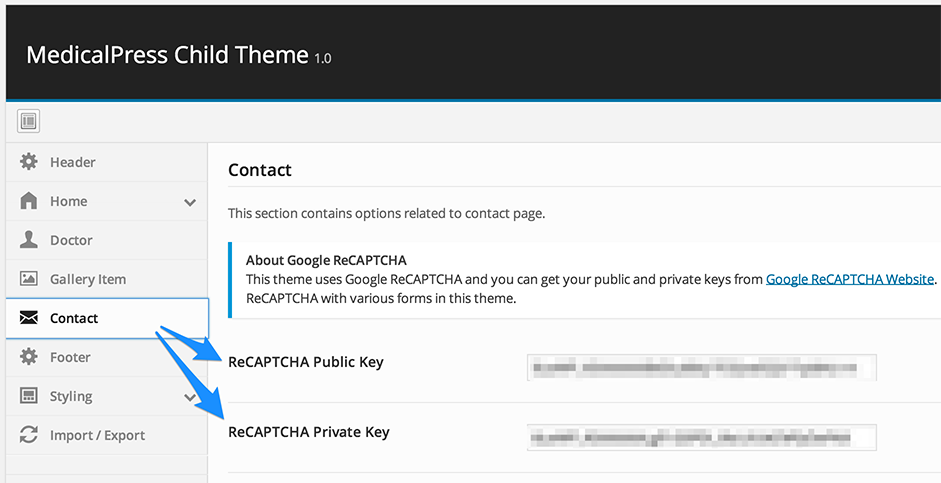 MedicalPress Child Theme 1.0
Header
Home
Doctor
Gallery Item
Contact
Footer
Styling
Import / Export
Contact
This section contains options related to contact page.
About Google ReCAPTCHA
This theme uses Google ReCAPTCHA and you can get your public and private keys from Google ReCAPTCHA Website.
ReCAPTCHA with various forms in this theme.
ReCAPTCHA Public Key
ReCAPTCHA Private Key